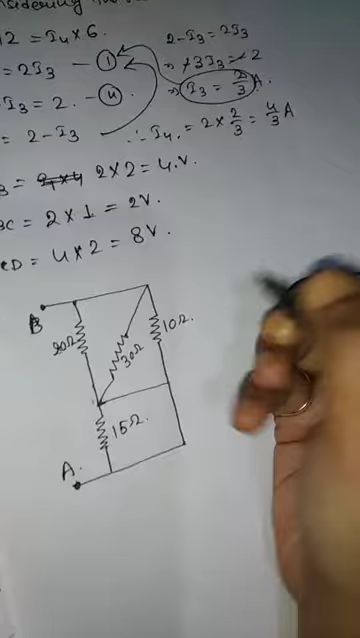 12 = I4 × 6.
2 - I3 = 2I3
= 2I3 - ①
⇒ +3I3 = +2
I3 = 2. - ④
⇒ I3 = 2/3 A.
= 2 - I3
∴ I4 = 2 × 2/3 = 4/3 A
= 2×2 = 4.V.
BC = 2 × 1 = 2V.
CD = 4 × 2 = 8V.
B
20Ω
30Ω
10Ω
15Ω.
A.